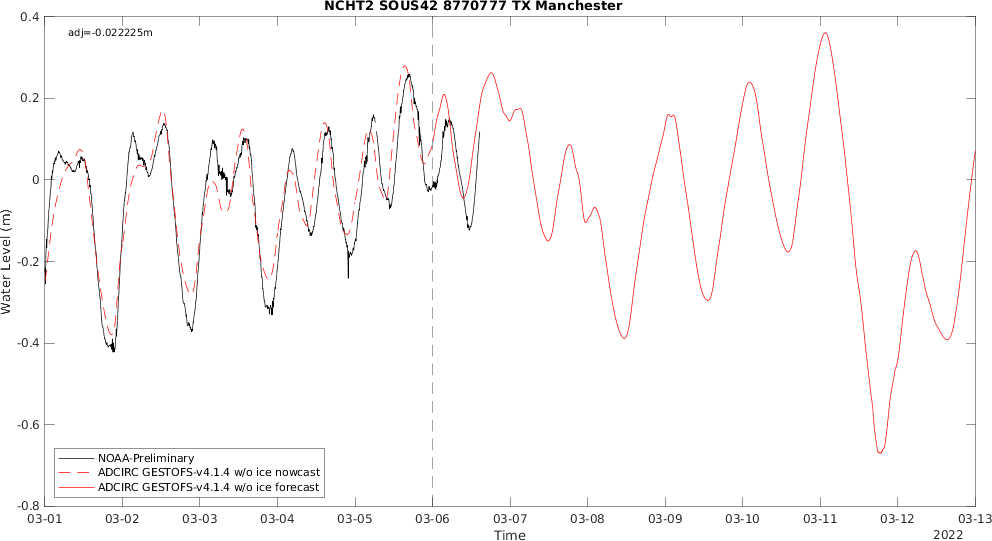 NCHT2 SOUS42 8770777 TX Manchester
adj=-0.022225m
0.4
0.2
0
-0.2
-0.4
-0.6
-0.8
Water Level (m)
NOAA-Preliminary
ADCIRC GESTOFS-v4.1.4 w/o ice nowcast
ADCIRC GESTOFS-v4.1.4 w/o ice forecast
03-01 03-02 03-03 03-04 03-05 03-06 03-07 03-08 03-09 03-10 03-11 03-12 03-13
Time
2022